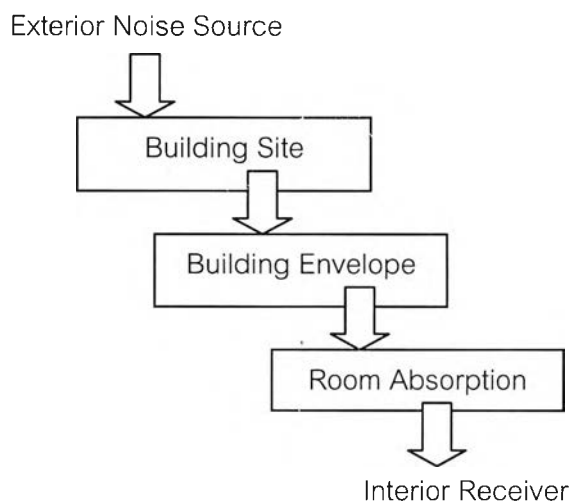 Exterior Noise Source
Building Site
Building Envelope
Room Absorption
Interior Receiver